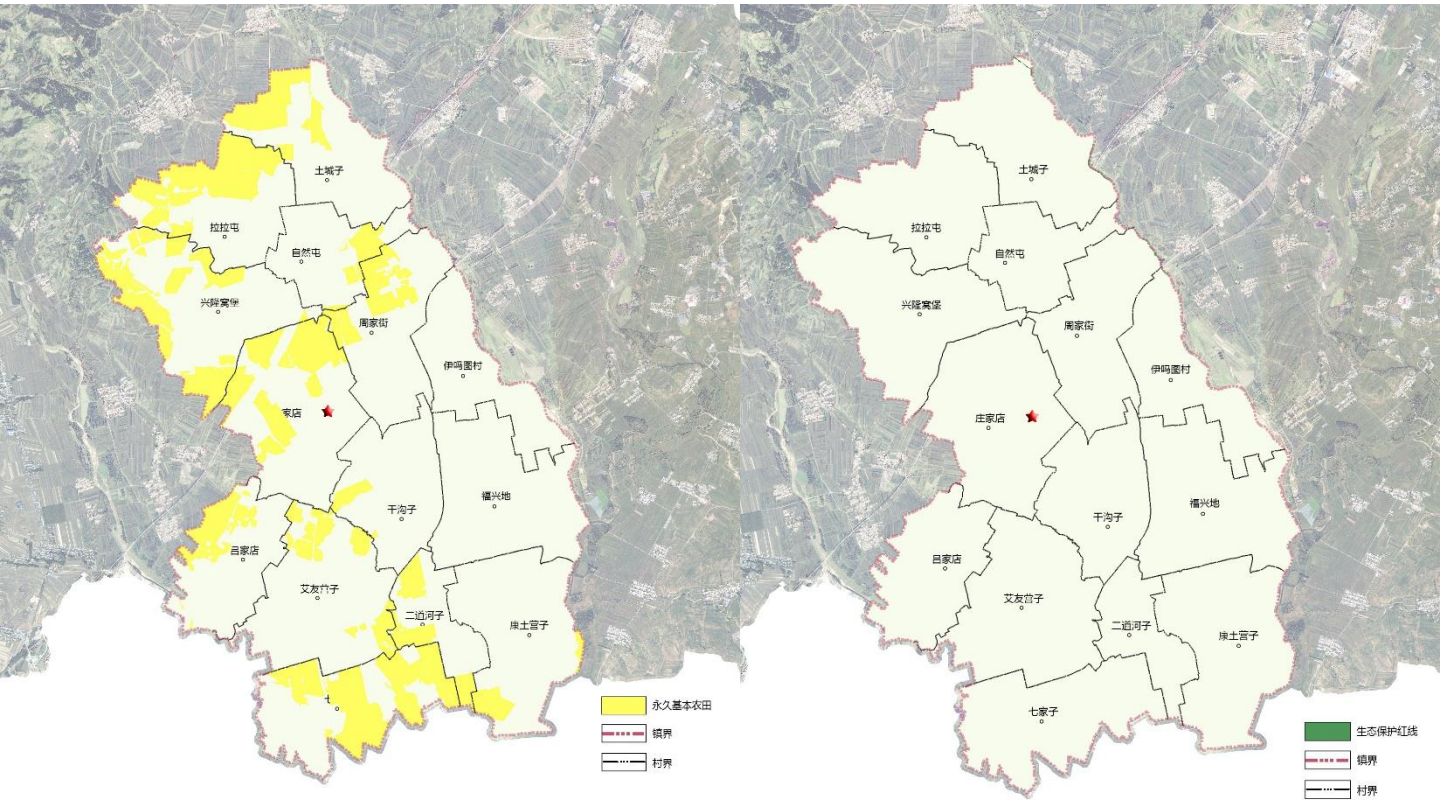 土城子
拉拉屯
自然屯
兴隆窝堡
周家街
伊吗图村
家店
福兴地
干沟子
吕家店
艾友营子
二道河子
康土营子
七
永久基本农田
镇界
村界
土城子
拉拉屯
自然屯
兴隆窝堡
周家街
伊吗图村
庄家店
福兴地
干沟子
吕家店
艾友营子
二道河子
康土营子
七家子
生态保护红线
镇界
村界